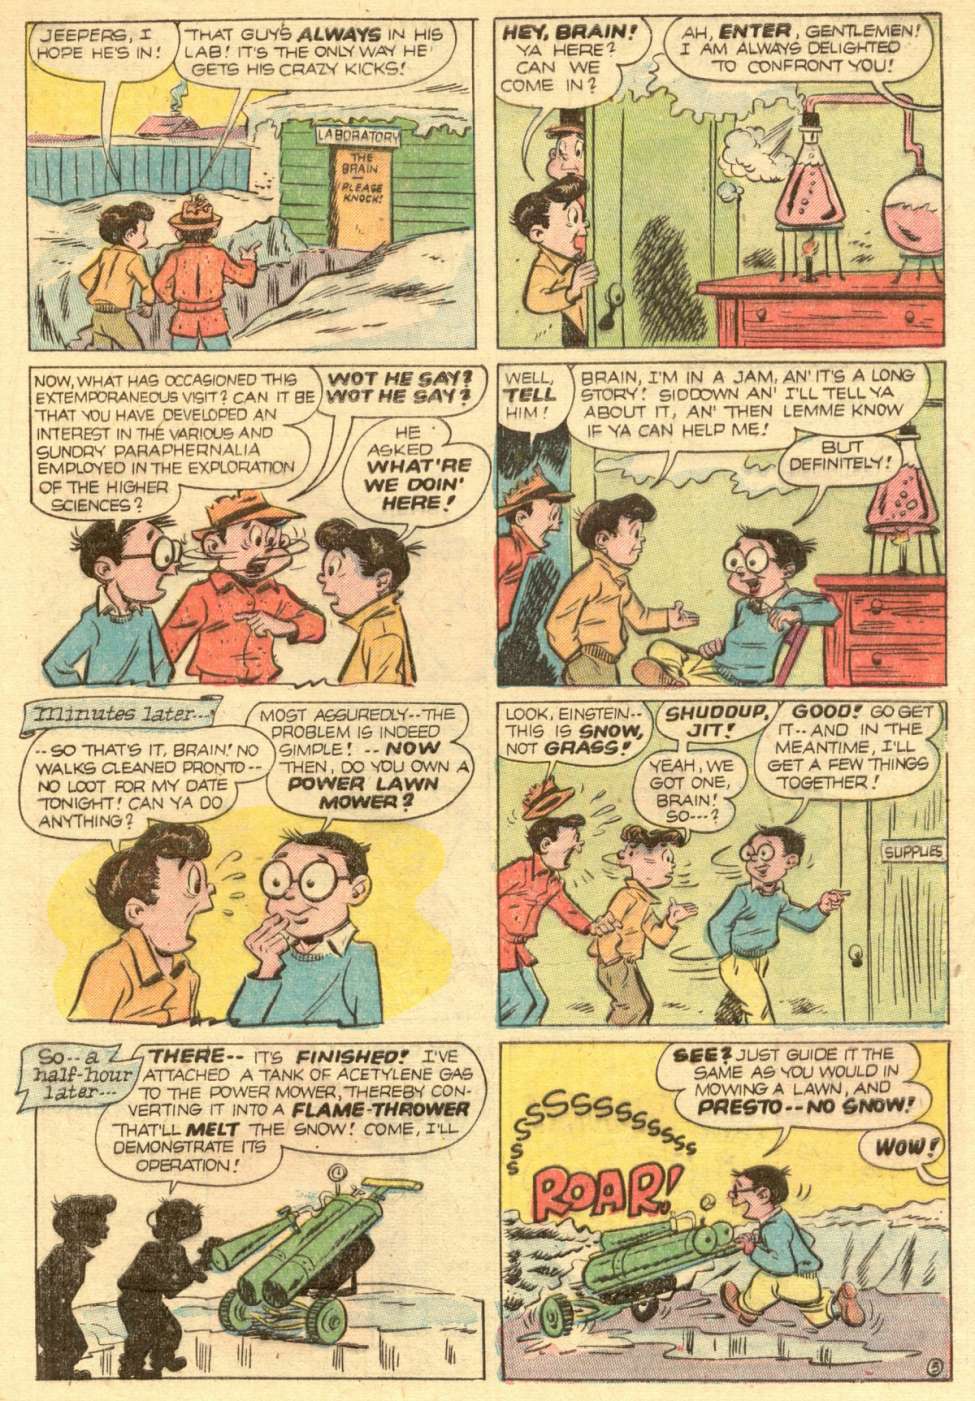 JEEPERS, I
HOPE HE'S IN!
THAT GUY'S ALWAYS IN HIS
LAB! IT'S THE ONLY WAY HE
GETS HIS CRAZY KICKS!
LABORATORY
THE
BRAIN
PLEASE
KNOCK!
HEY, BRAIN!
YA HERE?
CAN WE
COME IN?
AH, ENTER, GENTLEMEN!
I AM ALWAYS DELIGHTED
TO CONFRONT YOU!
NOW, WHAT HAS OCCASIONED THIS
EXTEMPORANEOUS VISIT? CAN IT BE
THAT YOU HAVE DEVELOPED AN
INTEREST IN THE VARIOUS AND
SUNDRY PARAPHERNALIA
EMPLOYED IN THE EXPLORATION
OF THE HIGHER
SCIENCES?
WOT HE SAY?
WOT HE SAY?
HE
ASKED
WHAT'RE
WE DOIN'
HERE!
WELL,
TELL
HIM!
BRAIN, I'M IN A JAM, AN' IT'S A LONG
STORY! SIDDOWN AN' I'LL TELL YA
ABOUT IT, AN' THEN LEMME KNOW
IF YA CAN HELP ME!
BUT
DEFINITELY!
Minutes later---
-- SO THAT'S IT, BRAIN! NO
WALKS CLEANED PRONTO--
NO LOOT FOR MY DATE
TONIGHT! CAN YA DO
ANYTHING?
MOST ASSUREDLY--THE
PROBLEM IS INDEED
SIMPLE! -- NOW
THEN, DO YOU OWN A
POWER LAWN
MOWER?
LOOK, EINSTEIN--
THIS IS SNOW,
NOT GRASS!
SHUDDUP,
JIT!
YEAH, WE
GOT ONE,
BRAIN!
SO---?
GOOD! GO GET
IT-- AND IN THE
MEANTIME, I'LL
GET A FEW THINGS
TOGETHER!
SUPPLIES
So-- a
half-hour
later---
THERE-- IT'S FINISHED! I'VE
ATTACHED A TANK OF ACETYLENE GAS
TO THE POWER MOWER, THEREBY CON-
VERTING IT INTO A FLAME-THROWER
THAT'LL MELT THE SNOW! COME, I'LL
DEMONSTRATE ITS
OPERATION!
SEE? JUST GUIDE IT THE
SAME AS YOU WOULD IN
MOWING A LAWN, AND
PRESTO--NO SNOW!
WOW!
SSSSSSSSSSSSSSSS
ROAR!
5